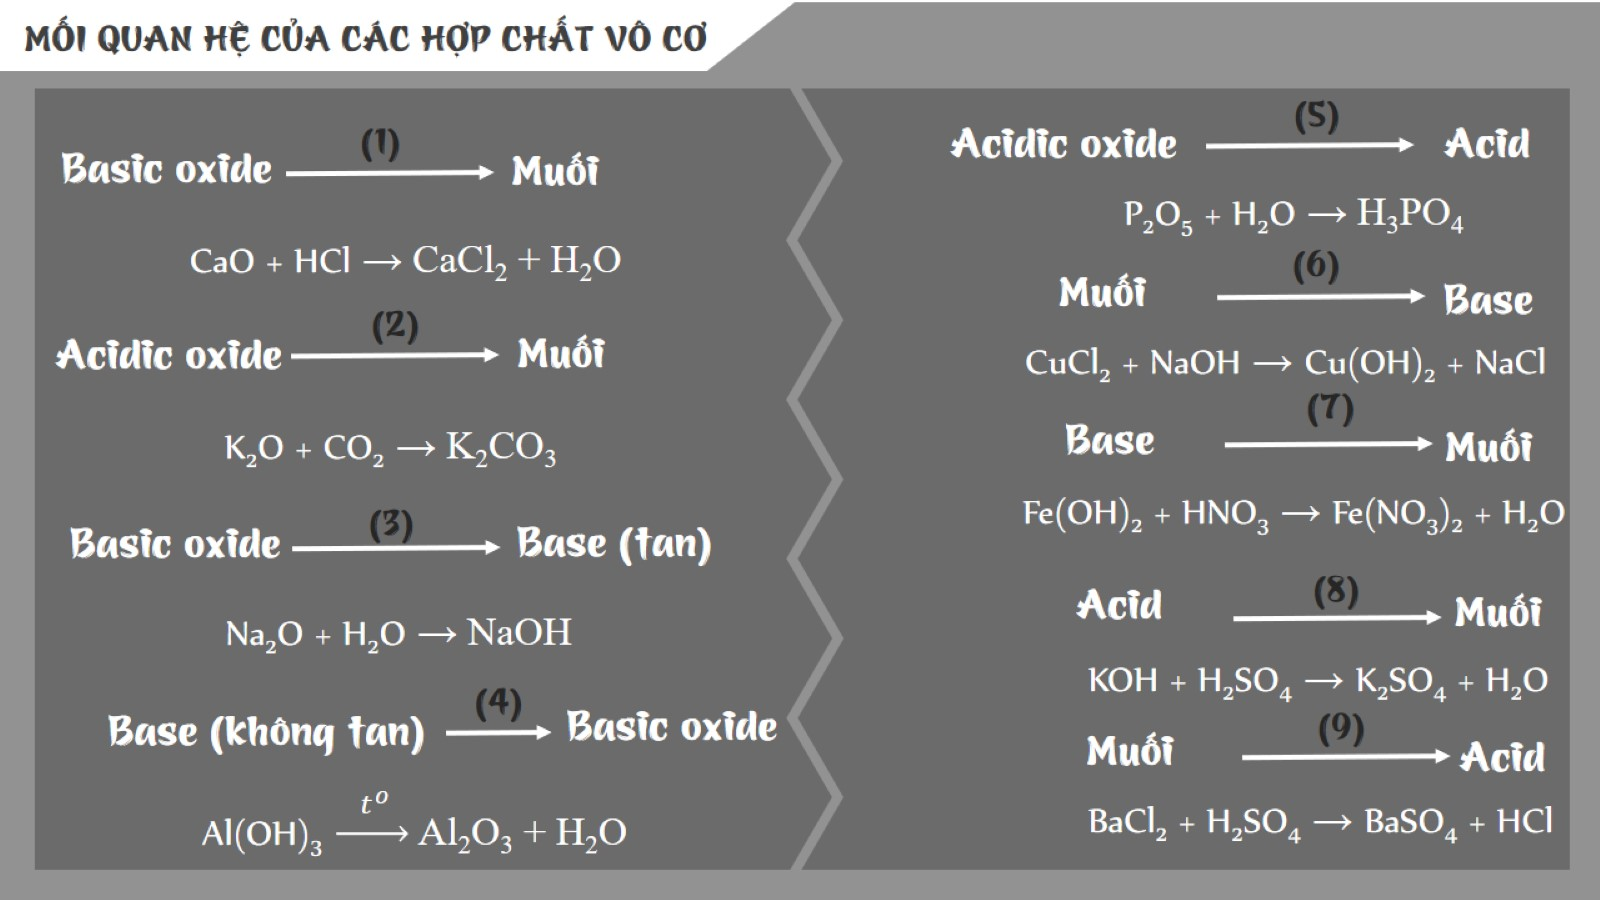 MỐI QUAN HỆ CỦA CÁC HỢP CHẤT VÔ CƠ
(1)
Basic oxide → Muối
CaO + HCl → CaCl₂ + H₂O
(2)
Acidic oxide → Muối
K₂O + CO₂ → K₂CO₃
(3)
Basic oxide → Base (tan)
Na₂O + H₂O → NaOH
(4)
Base (không tan) → Basic oxide
t⁰
Al(OH)₃ → Al₂O₃ + H₂O
(5)
Acidic oxide → Acid
P₂O₅ + H₂O → H₃PO₄
(6)
Muối → Base
CuCl₂ + NaOH → Cu(OH)₂ + NaCl
(7)
Base → Muối
Fe(OH)₂ + HNO₃ → Fe(NO₃)₂ + H₂O
(8)
Acid → Muối
KOH + H₂SO₄ → K₂SO₄ + H₂O
(9)
Muối → Acid
BaCl₂ + H₂SO₄ → BaSO₄ + HCl